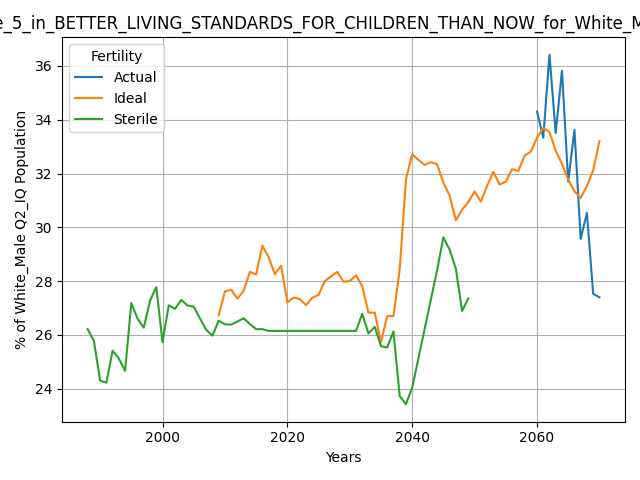 e_5_in_BETTER_LIVING_STANDARDS_FOR_CHILDREN_THAN_NOW_for_White_M
Fertility
Actual
Ideal
Sterile
36
34
32
30
28
26
24
% of White_Male Q2_IQ Population
2000
2020
2040
2060
Years